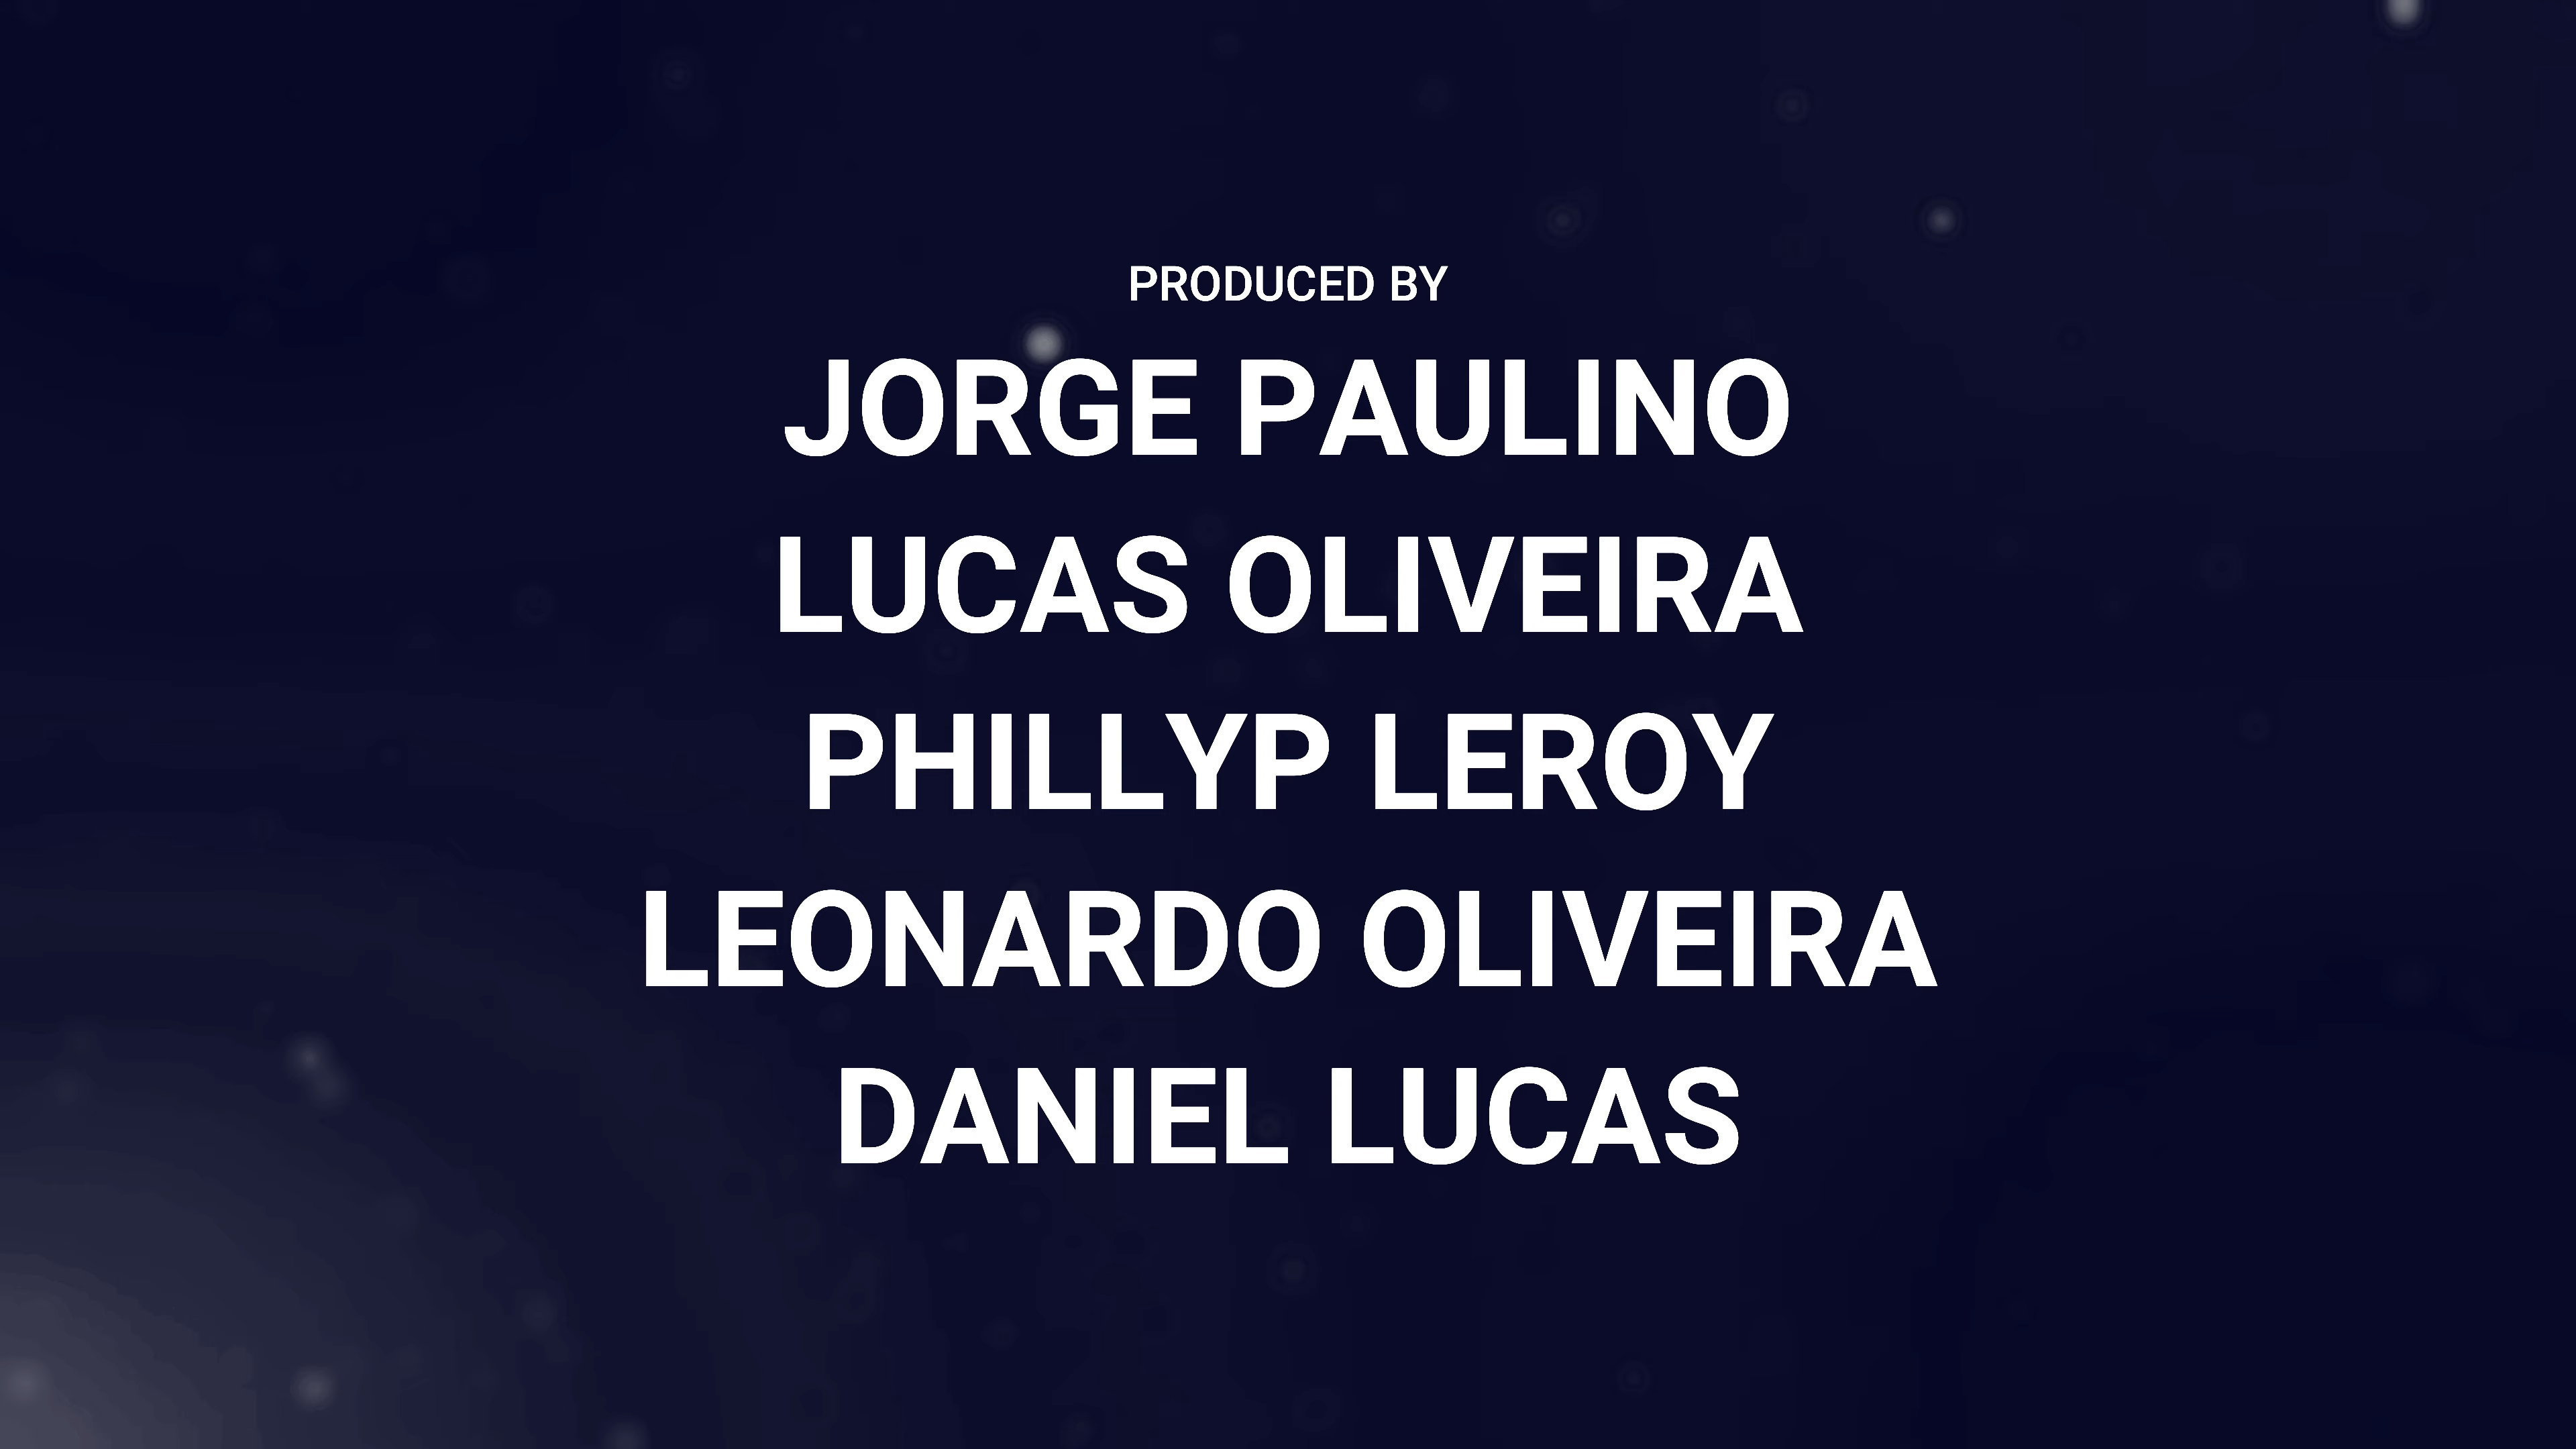 PRODUCED BY
JORGE PAULINO
LUCAS OLIVEIRA
PHILLYP LEROY
LEONARDO OLIVEIRA
DANIEL LUCAS